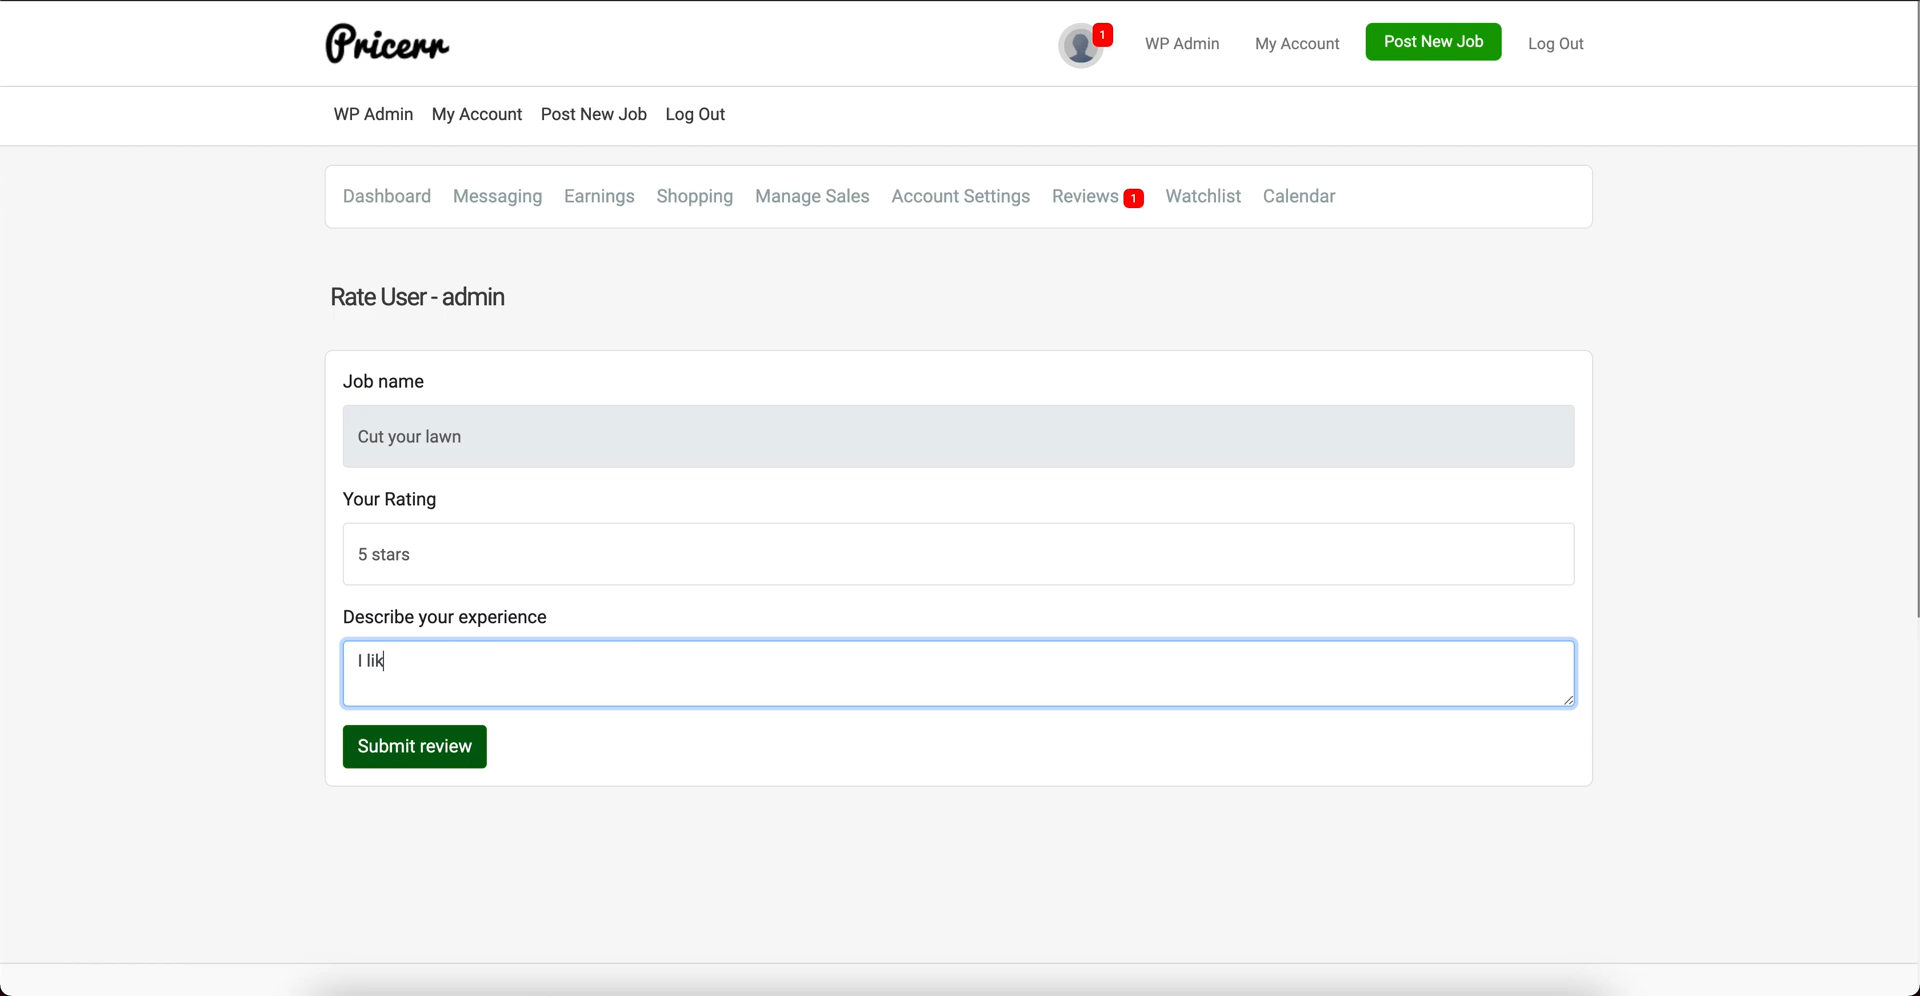 Pricerr
1
WP Admin
My Account
Post New Job
Log Out
WP Admin My Account Post New Job Log Out
Dashboard Messaging Earnings Shopping Manage Sales Account Settings Reviews 1 Watchlist Calendar
Rate User - admin
Job name
Cut your lawn
Your Rating
5 stars
Describe your experience
I lik
Submit review